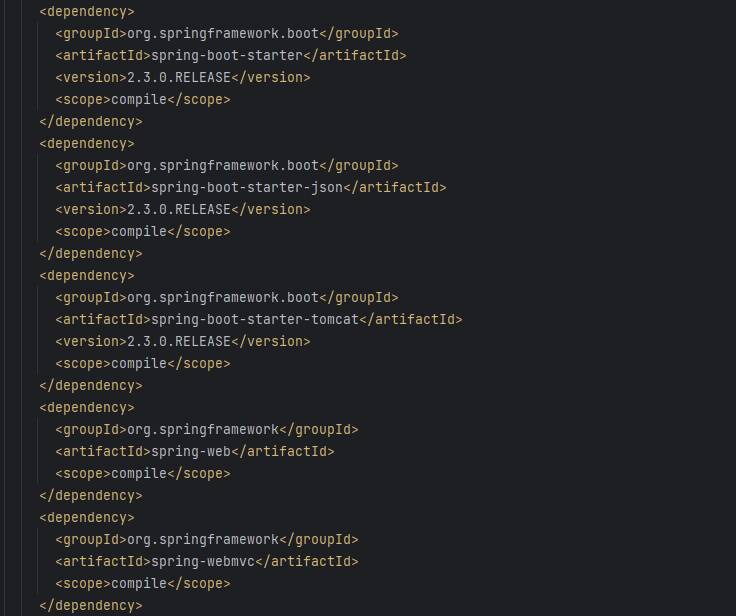 <dependency>
<groupId>org.springframework.boot</groupId>
<artifactId>spring-boot-starter</artifactId>
<version>2.3.0.RELEASE</version>
<scope>compile</scope>
</dependency>
<dependency>
<groupId>org.springframework.boot</groupId>
<artifactId>spring-boot-starter-json</artifactId>
<version>2.3.0.RELEASE</version>
<scope>compile</scope>
</dependency>
<dependency>
<groupId>org.springframework.boot</groupId>
<artifactId>spring-boot-starter-tomcat</artifactId>
<version>2.3.0.RELEASE</version>
<scope>compile</scope>
</dependency>
<dependency>
<groupId>org.springframework</groupId>
<artifactId>spring-web</artifactId>
<scope>compile</scope>
</dependency>
<dependency>
<groupId>org.springframework</groupId>
<artifactId>spring-webmvc</artifactId>
<scope>compile</scope>
</dependency>